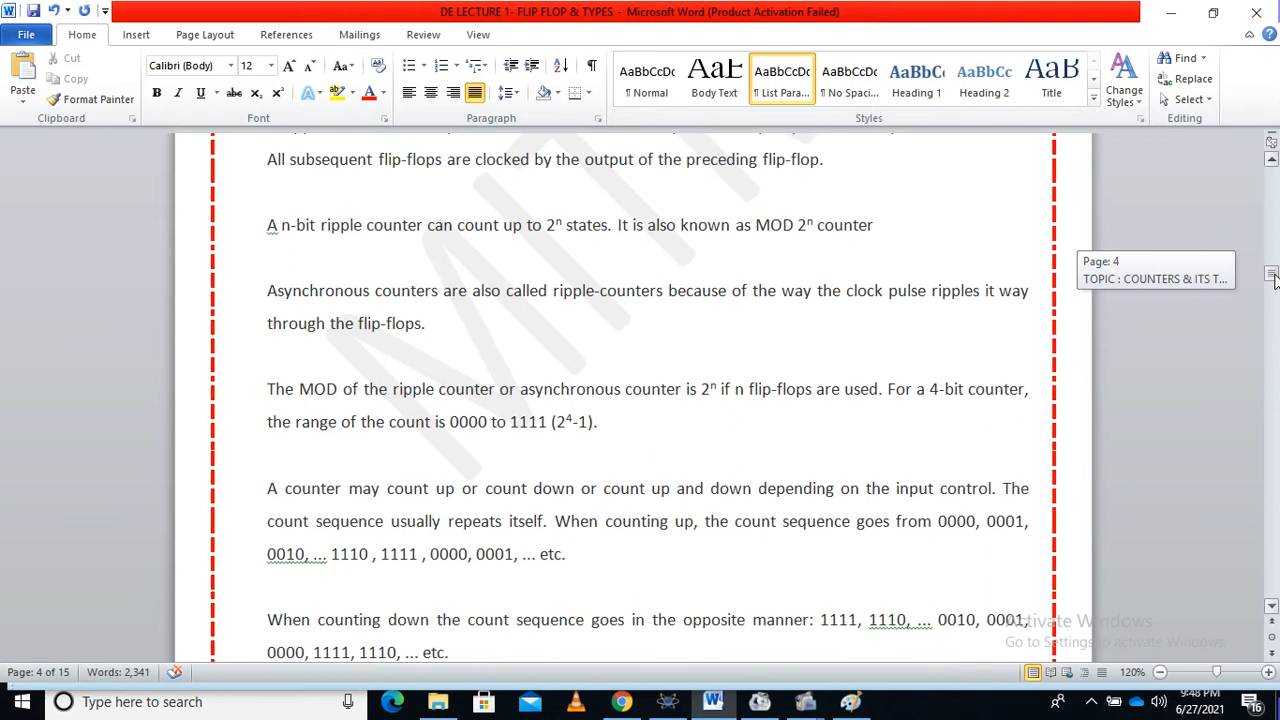 DE LECTURE 1- FLIP FLOP & TYPES - Microsoft Word (Product Activation Failed)
File Home Insert Page Layout References Mailings Review View
Cut Calibri (Body) 12 Aa Find
Copy AaBbCcDc AaBbCc AaBbCcDc AaBbCcDc AaBbCc AaBbCc AaBb Replace
Paste Format Painter B I U abc x₂ x² A A ¶ Normal Body Text ¶ List Para... ¶ No Spaci... Heading 1 Heading 2 Title Change Styles Select
Clipboard Font Paragraph Styles Editing
All subsequent flip-flops are clocked by the output of the preceding flip-flop.
A n-bit ripple counter can count up to 2ⁿ states. It is also known as MOD 2ⁿ counter
Page: 4
TOPIC : COUNTERS & ITS T...
Asynchronous counters are also called ripple-counters because of the way the clock pulse ripples it way
through the flip-flops.
The MOD of the ripple counter or asynchronous counter is 2ⁿ if n flip-flops are used. For a 4-bit counter,
the range of the count is 0000 to 1111 (2⁴-1).
A counter may count up or count down or count up and down depending on the input control. The
count sequence usually repeats itself. When counting up, the count sequence goes from 0000, 0001,
0010, ... 1110 , 1111 , 0000, 0001, ... etc.
When counting down the count sequence goes in the opposite manner: 1111, 1110, ... 0010, 0001,
0000, 1111, 1110, ... etc.
Activate Windows
Go to Settings to activate Windows.
Page: 4 of 15 Words: 2,341 120%
Type here to search 9:48 PM
6/27/2021 16